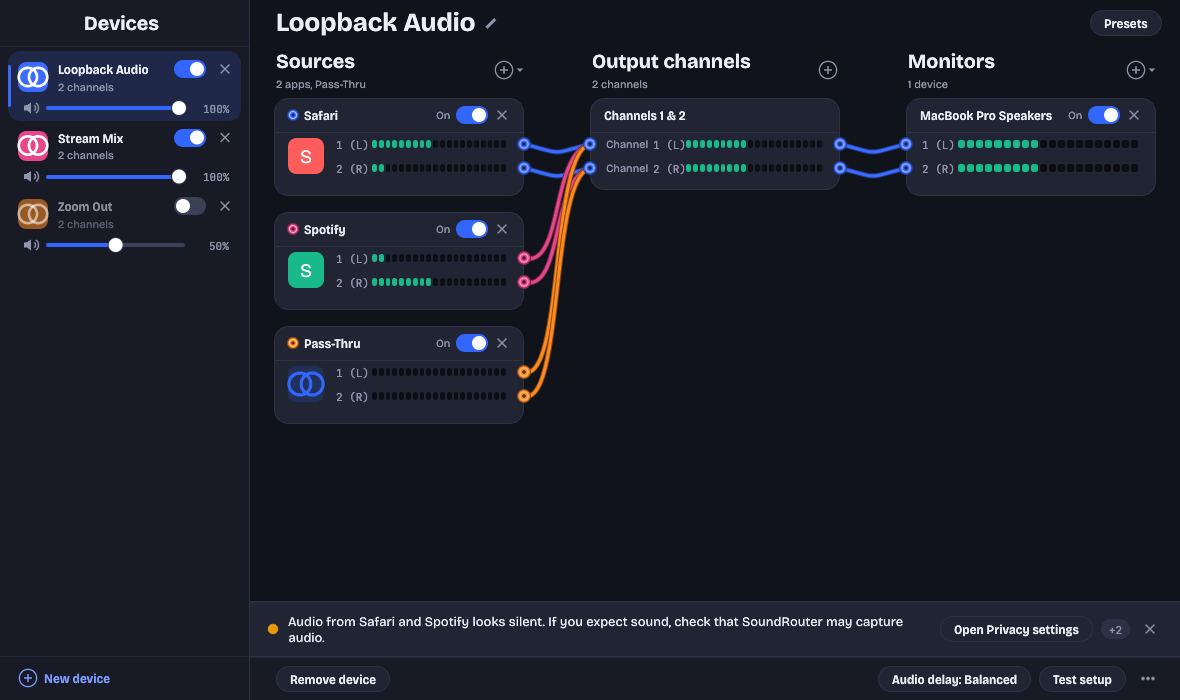 Devices
Loopback Audio
2 channels
100%
Stream Mix
2 channels
100%
Zoom Out
2 channels
50%
New device
Loopback Audio
Presets
Sources
2 apps, Pass-Thru
Output channels
2 channels
Monitors
1 device
Safari On
S
1 (L)
2 (R)
Spotify On
S
1 (L)
2 (R)
Pass-Thru On
1 (L)
2 (R)
Channels 1 & 2
Channel 1 (L)
Channel 2 (R)
MacBook Pro Speakers On
1 (L)
2 (R)
Audio from Safari and Spotify looks silent. If you expect sound, check that SoundRouter may capture
audio.
Open Privacy settings
+2
Remove device
Audio delay: Balanced
Test setup